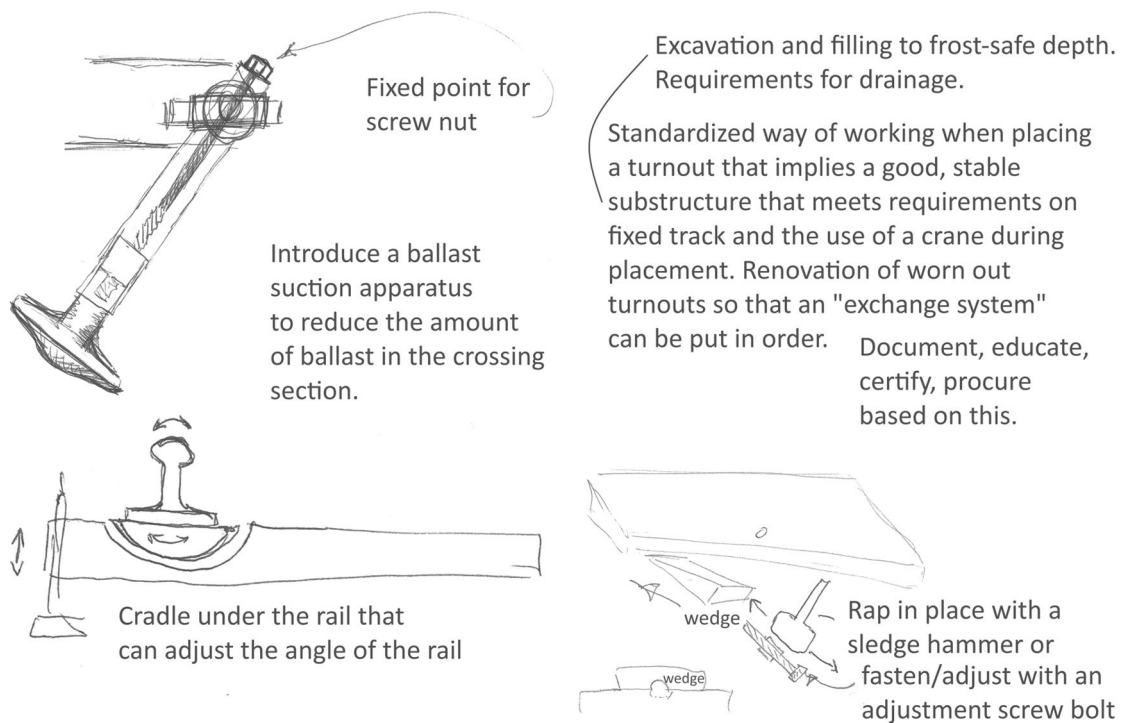 Fixed point for
screw nut
Excavation and filling to frost-safe depth.
Requirements for drainage.
Standardized way of working when placing
a turnout that implies a good, stable
substructure that meets requirements on
fixed track and the use of a crane during
placement. Renovation of worn out
turnouts so that an "exchange system"
can be put in order.
Document, educate,
certify, procure
based on this.
Introduce a ballast
suction apparatus
to reduce the amount
of ballast in the crossing
section.
Cradle under the rail that
can adjust the angle of the rail
wedge
Rap in place with a
sledge hammer or
fasten/adjust with an
adjustment screw bolt
wedge